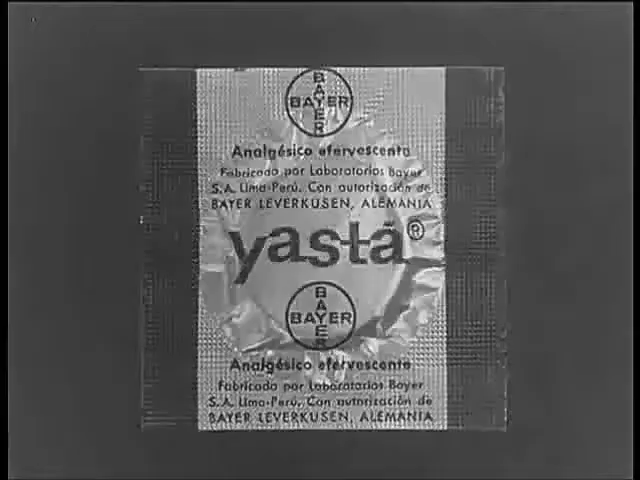 BAYER
BAYER
Analgésico efervescente
Fabricado por Laboratorios Bayer
S.A. Lima-Perú. Con autorización de
BAYER LEVERKUSEN, ALEMANIA
yastá®
BAYER
BAYER
Analgésico efervescente
Fabricado por Laboratorios Bayer
S.A. Lima-Perú. Con autorización de
BAYER LEVERKUSEN, ALEMANIA